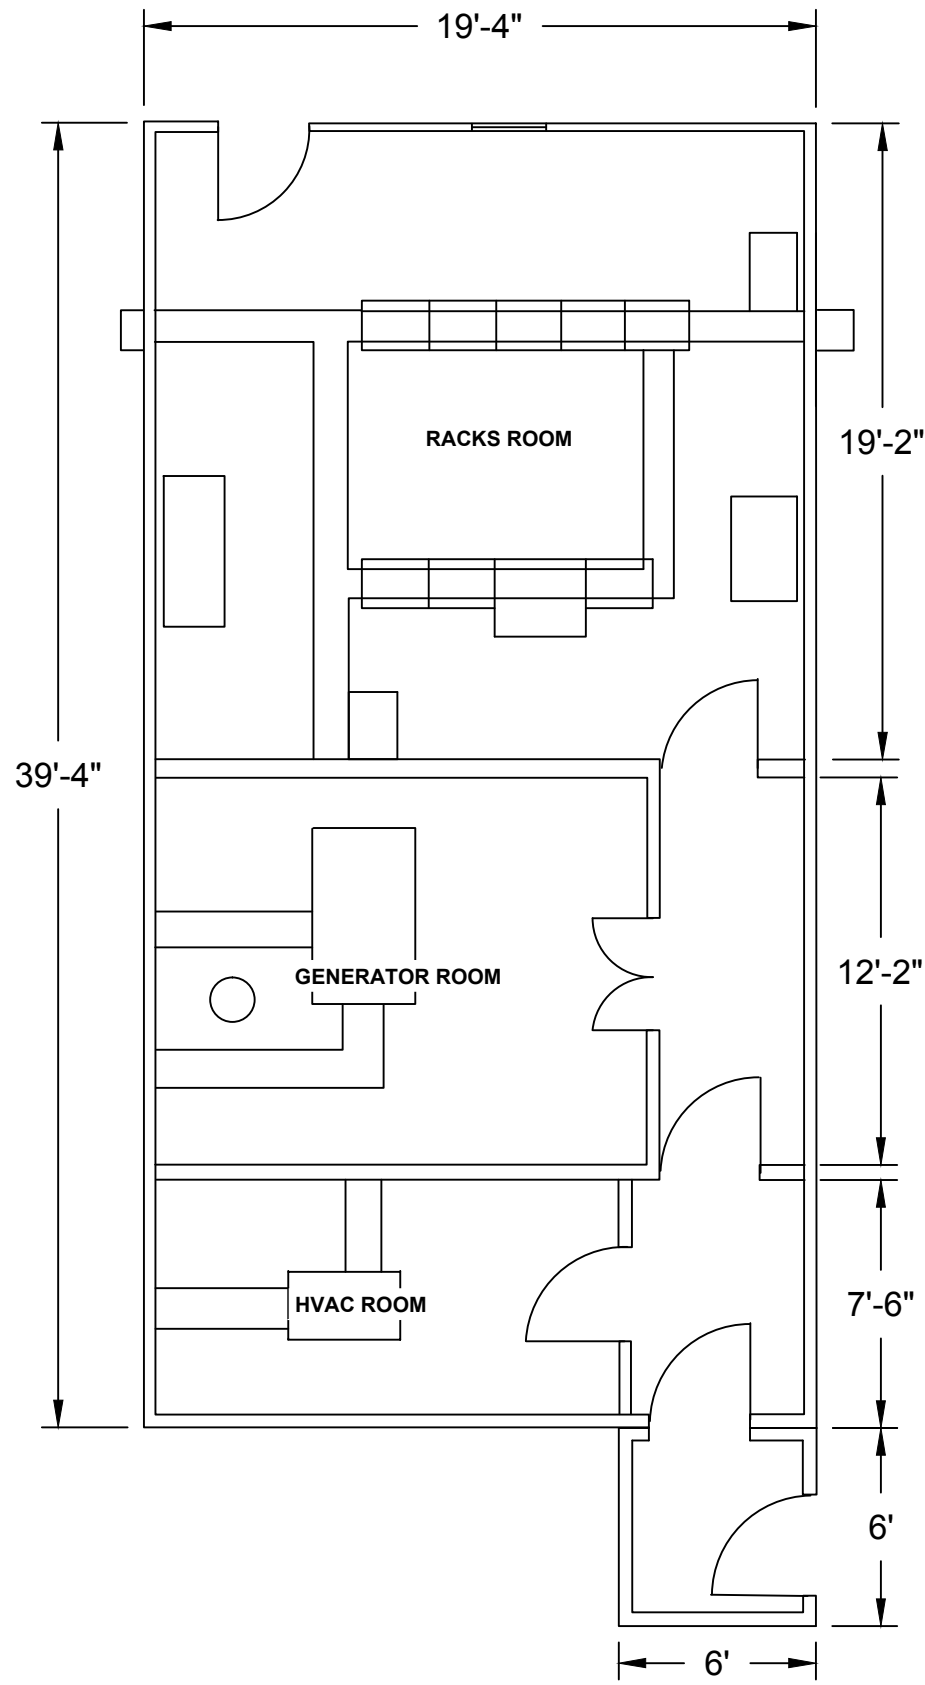 19'-4"
RACKS ROOM
19'-2"
39'-4"
GENERATOR ROOM
12'-2"
HVAC ROOM
7'-6"
6'
6'